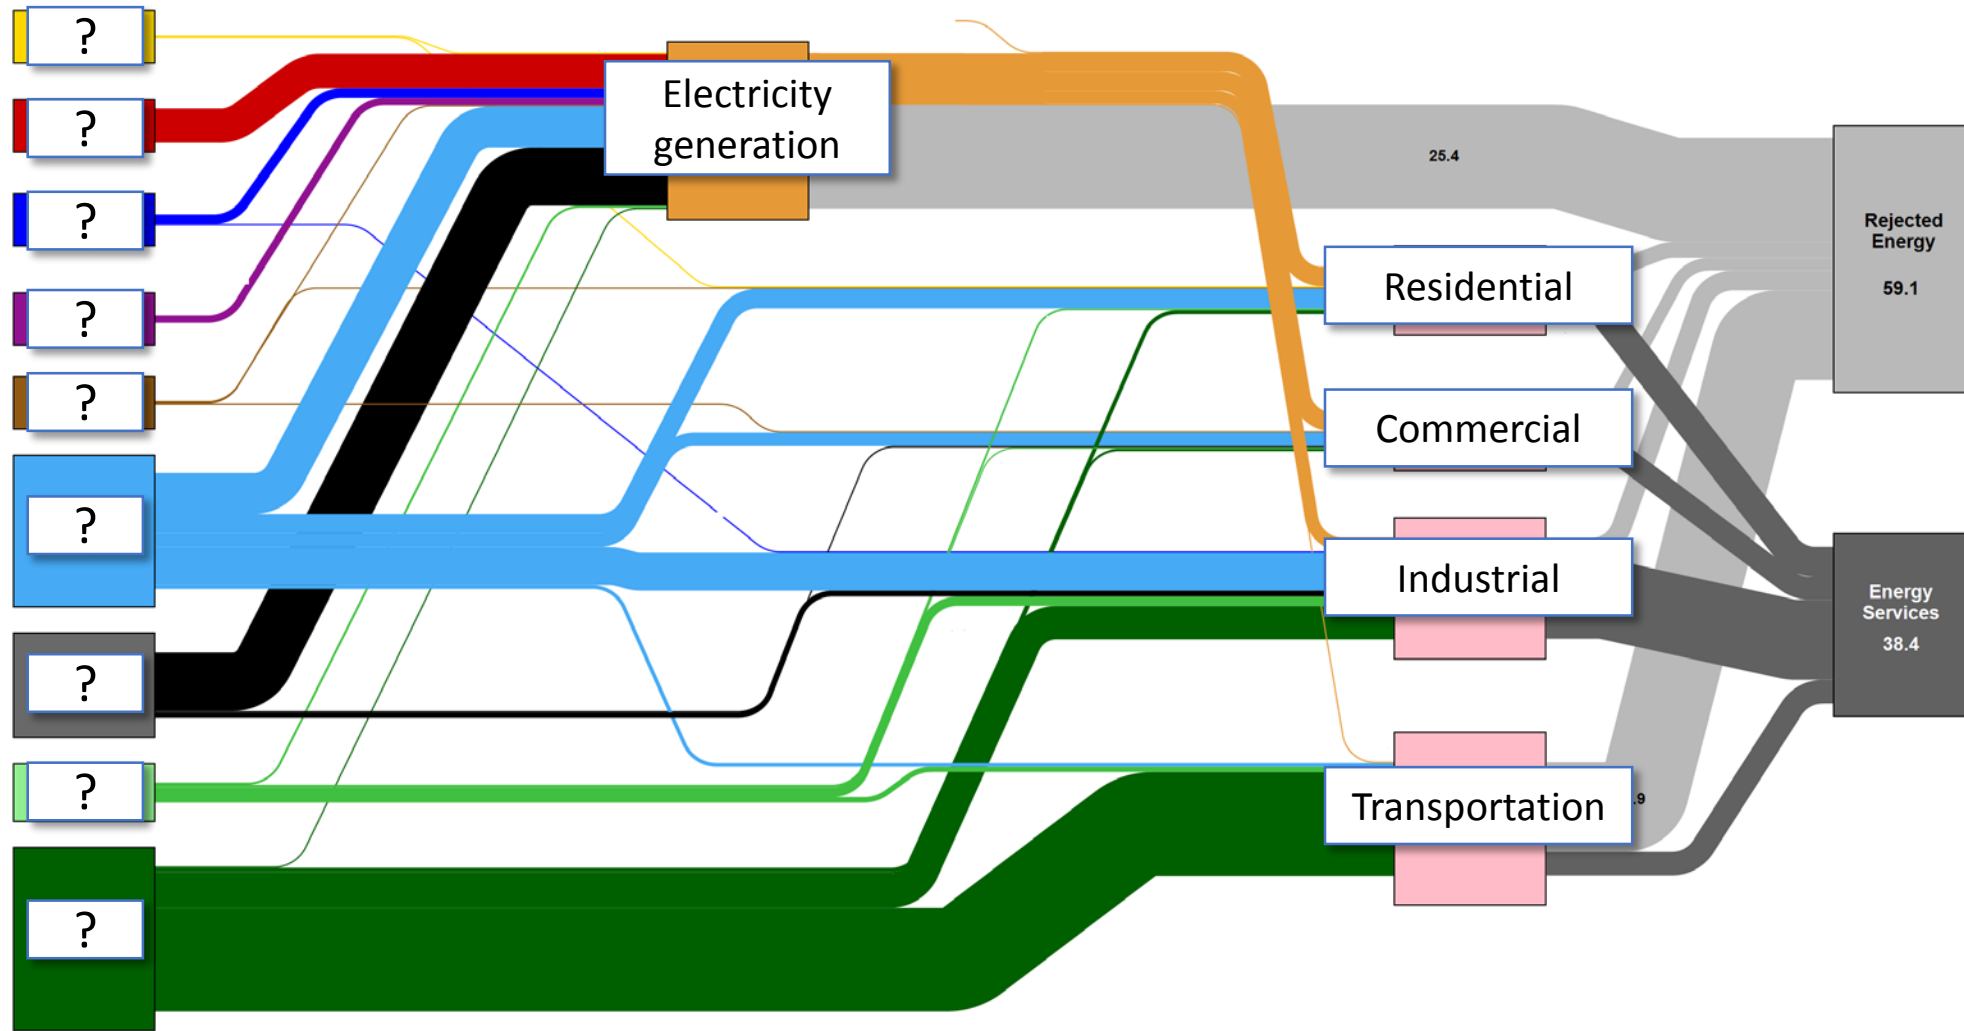 ?
?
?
?
?
?
?
?
?
Electricity
generation
25.4
Residential
Commercial
Industrial
Transportation
.9
Rejected
Energy
59.1
Energy
Services
38.4